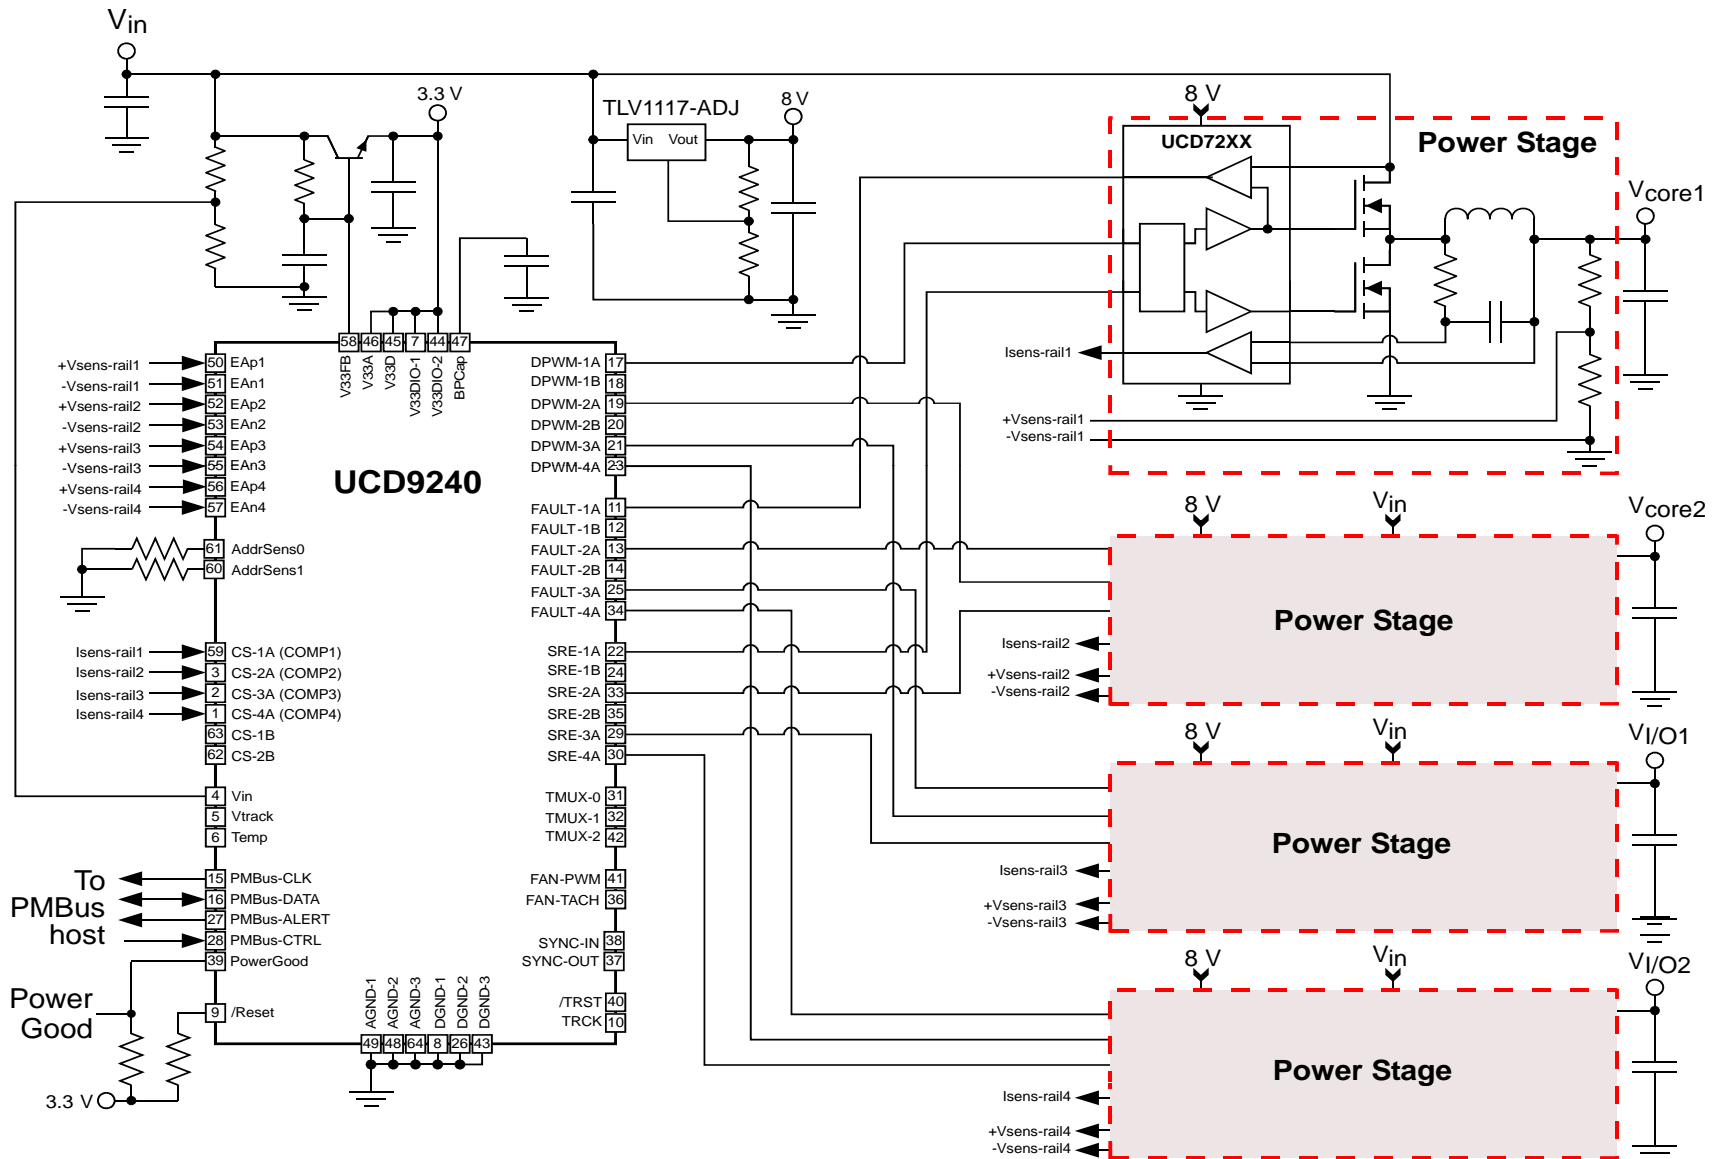 Vin
3.3 V
TLV1117-ADJ
8 V
Vin
Vout
8 V
UCD72XX
Power Stage
Vcore1
Isens-rail1
+Vsens-rail1
-Vsens-rail1
58
46
45
7
44
47
V33FB
V33A
V33D
V33DIO-1
V33DIO-2
BPCap
UCD9240
+Vsens-rail1 50 EAp1
-Vsens-rail1 51 EAn1
+Vsens-rail2 52 EAp2
-Vsens-rail2 53 EAn2
+Vsens-rail3 54 EAp3
-Vsens-rail3 55 EAn3
+Vsens-rail4 56 EAp4
-Vsens-rail4 57 EAn4
61 AddrSens0
60 AddrSens1
Isens-rail1 59 CS-1A (COMP1)
Isens-rail2 3 CS-2A (COMP2)
Isens-rail3 2 CS-3A (COMP3)
Isens-rail4 1 CS-4A (COMP4)
63 CS-1B
62 CS-2B
4 Vin
5 Vtrack
6 Temp
To
PMBus
host
15 PMBus-CLK
16 PMBus-DATA
27 PMBus-ALERT
28 PMBus-CTRL
39 PowerGood
Power
Good
9 /Reset
3.3 V
AGND-1
AGND-2
AGND-3
DGND-1
DGND-2
DGND-3
49
48
64
8
26
43
DPWM-1A 17
DPWM-1B 18
DPWM-2A 19
DPWM-2B 20
DPWM-3A 21
DPWM-4A 23
FAULT-1A 11
FAULT-1B 12
FAULT-2A 13
FAULT-2B 14
FAULT-3A 25
FAULT-4A 34
SRE-1A 22
SRE-1B 24
SRE-2A 33
SRE-2B 35
SRE-3A 29
SRE-4A 30
TMUX-0 31
TMUX-1 32
TMUX-2 42
FAN-PWM 41
FAN-TACH 36
SYNC-IN 38
SYNC-OUT 37
/TRST 40
TRCK 10
8 V
Vin
Vcore2
Power Stage
Isens-rail2
+Vsens-rail2
-Vsens-rail2
8 V
Vin
VI/O1
Power Stage
Isens-rail3
+Vsens-rail3
-Vsens-rail3
8 V
Vin
VI/O2
Power Stage
Isens-rail4
+Vsens-rail4
-Vsens-rail4